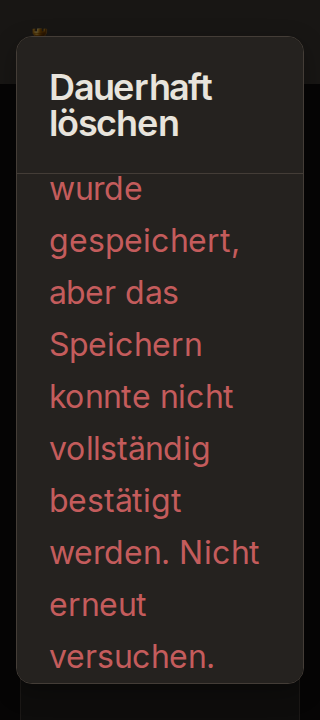 Dauerhaft
löschen
wurde
gespeichert,
aber das
Speichern
konnte nicht
vollständig
bestätigt
werden. Nicht
erneut
versuchen.